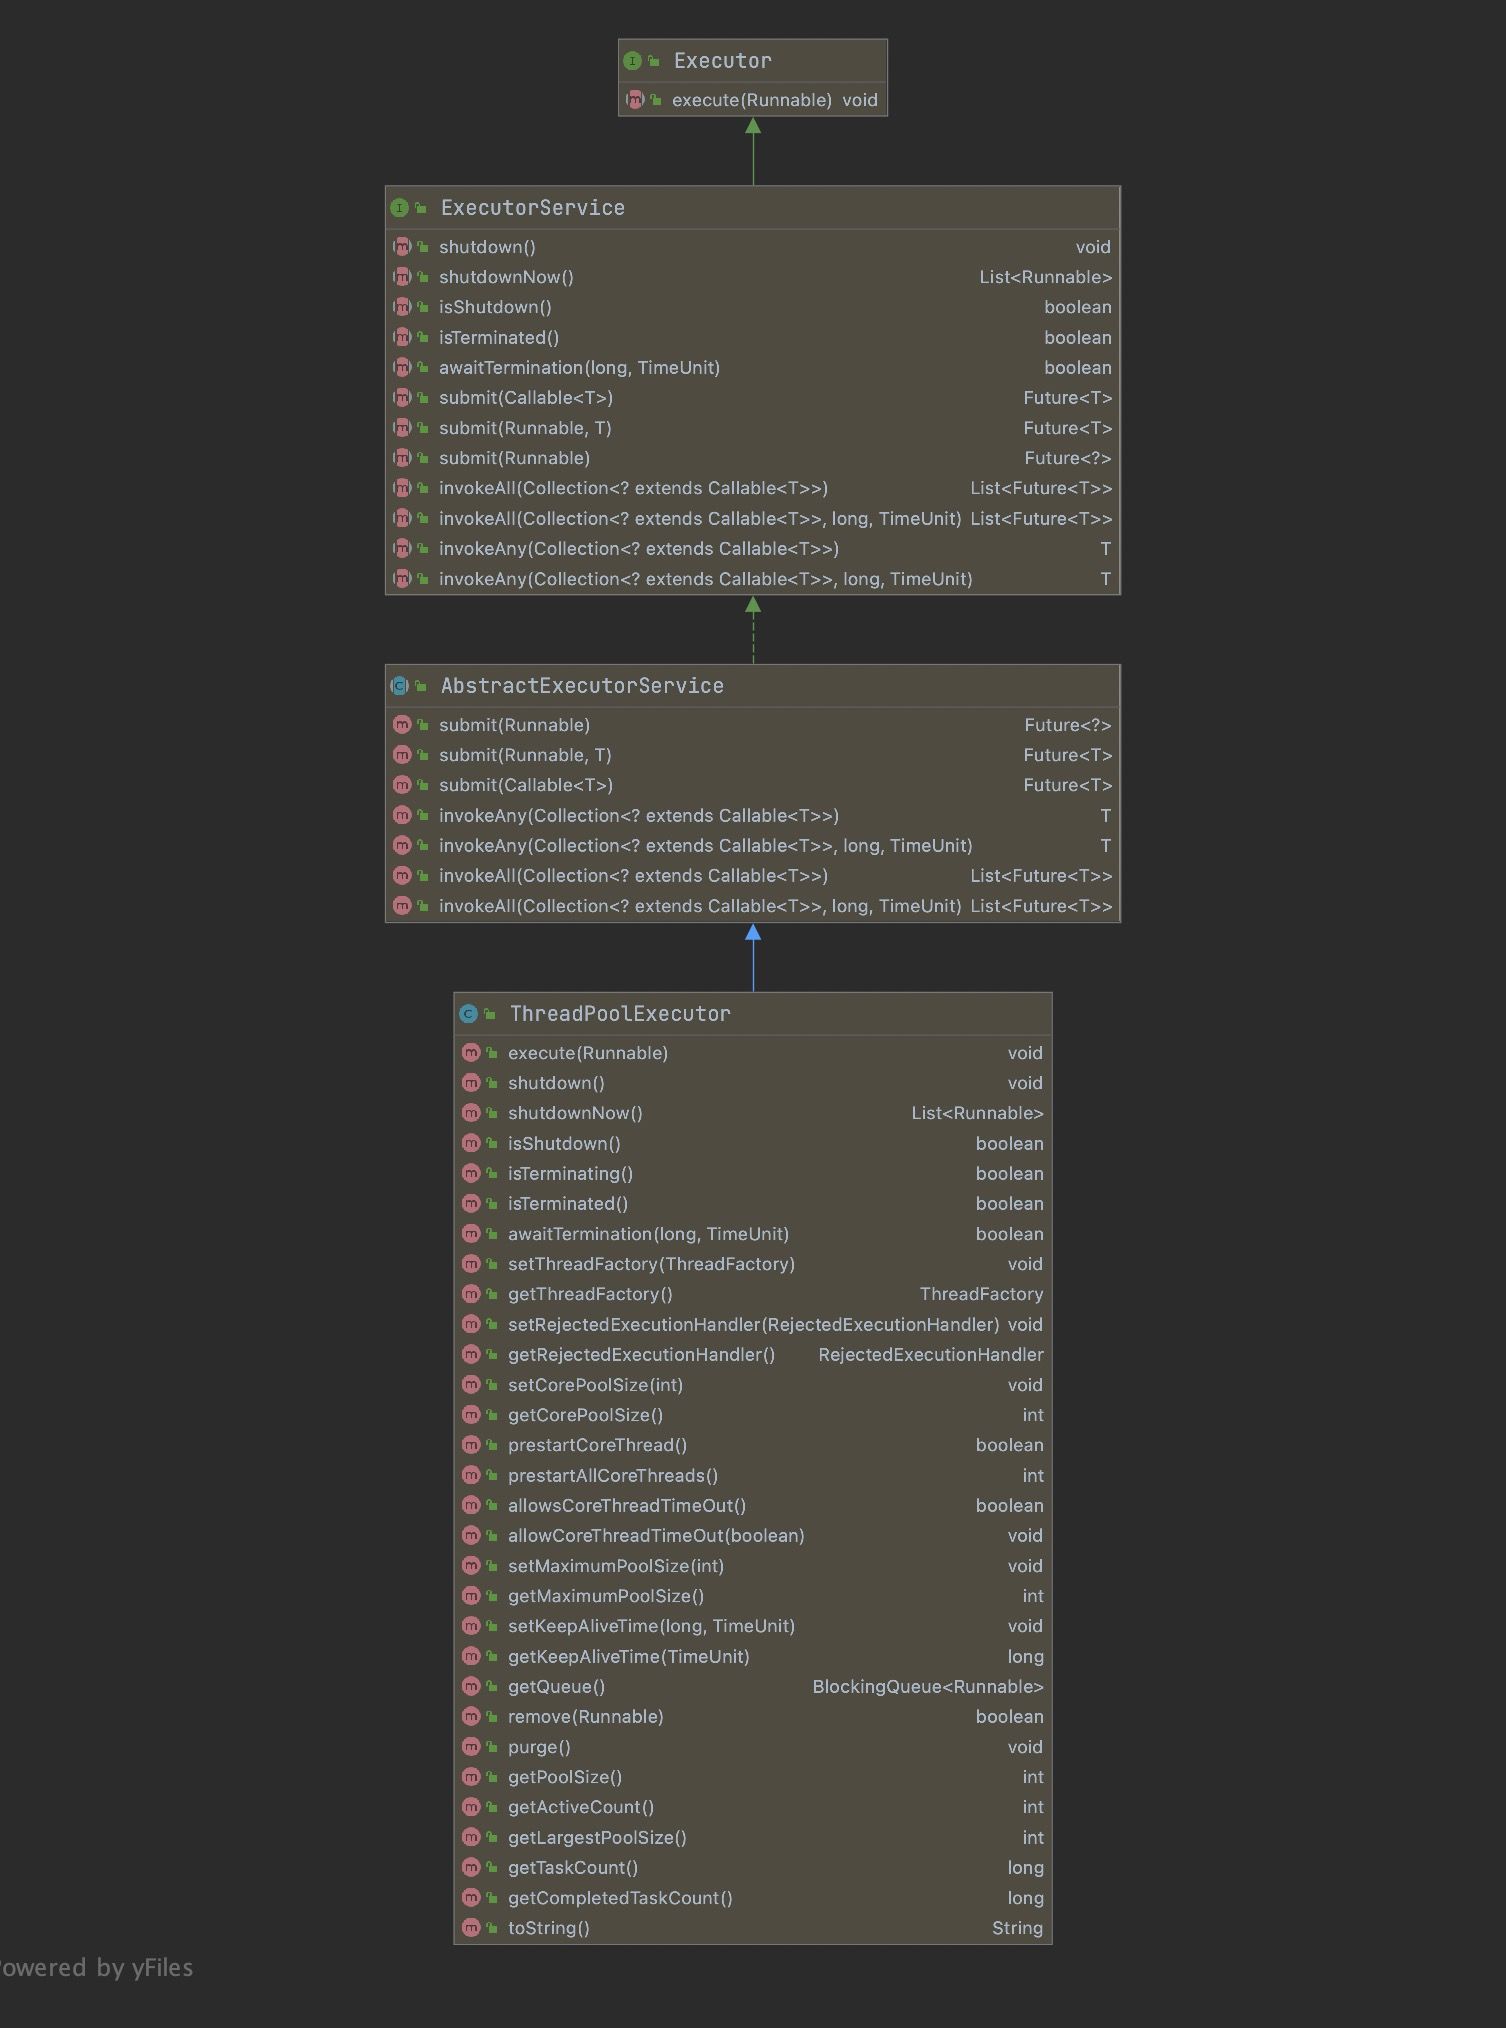 Executor
execute(Runnable) void
ExecutorService
shutdown() void
shutdownNow() List<Runnable>
isShutdown() boolean
isTerminated() boolean
awaitTermination(long, TimeUnit) boolean
submit(Callable<T>) Future<T>
submit(Runnable, T) Future<T>
submit(Runnable) Future<?>
invokeAll(Collection<? extends Callable<T>>) List<Future<T>>
invokeAll(Collection<? extends Callable<T>>, long, TimeUnit) List<Future<T>>
invokeAny(Collection<? extends Callable<T>>) T
invokeAny(Collection<? extends Callable<T>>, long, TimeUnit) T
AbstractExecutorService
submit(Runnable) Future<?>
submit(Runnable, T) Future<T>
submit(Callable<T>) Future<T>
invokeAny(Collection<? extends Callable<T>>) T
invokeAny(Collection<? extends Callable<T>>, long, TimeUnit) T
invokeAll(Collection<? extends Callable<T>>) List<Future<T>>
invokeAll(Collection<? extends Callable<T>>, long, TimeUnit) List<Future<T>>
ThreadPoolExecutor
execute(Runnable) void
shutdown() void
shutdownNow() List<Runnable>
isShutdown() boolean
isTerminating() boolean
isTerminated() boolean
awaitTermination(long, TimeUnit) boolean
setThreadFactory(ThreadFactory) void
getThreadFactory() ThreadFactory
setRejectedExecutionHandler(RejectedExecutionHandler) void
getRejectedExecutionHandler() RejectedExecutionHandler
setCorePoolSize(int) void
getCorePoolSize() int
prestartCoreThread() boolean
prestartAllCoreThreads() int
allowsCoreThreadTimeOut() boolean
allowCoreThreadTimeOut(boolean) void
setMaximumPoolSize(int) void
getMaximumPoolSize() int
setKeepAliveTime(long, TimeUnit) void
getKeepAliveTime(TimeUnit) long
getQueue() BlockingQueue<Runnable>
remove(Runnable) boolean
purge() void
getPoolSize() int
getActiveCount() int
getLargestPoolSize() int
getTaskCount() long
getCompletedTaskCount() long
toString() String
owered by yFiles